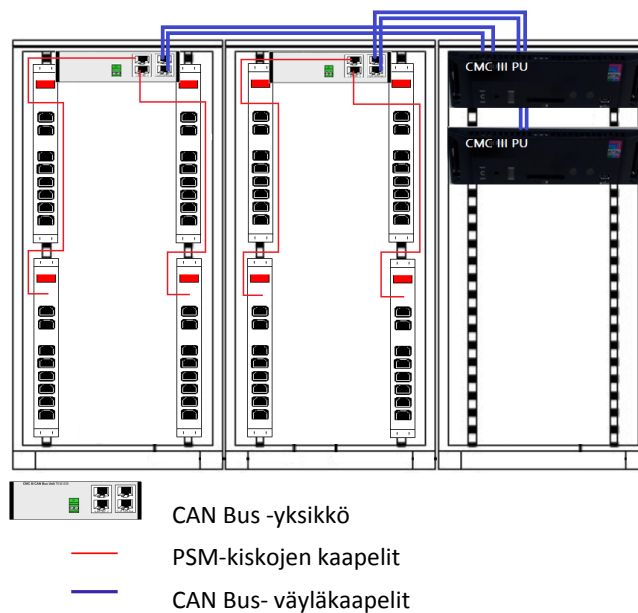 CMC III PU
CMC III PU
CAN Bus -yksikkö
PSM-kiskojen kaapelit
CAN Bus- väyläkaapelit